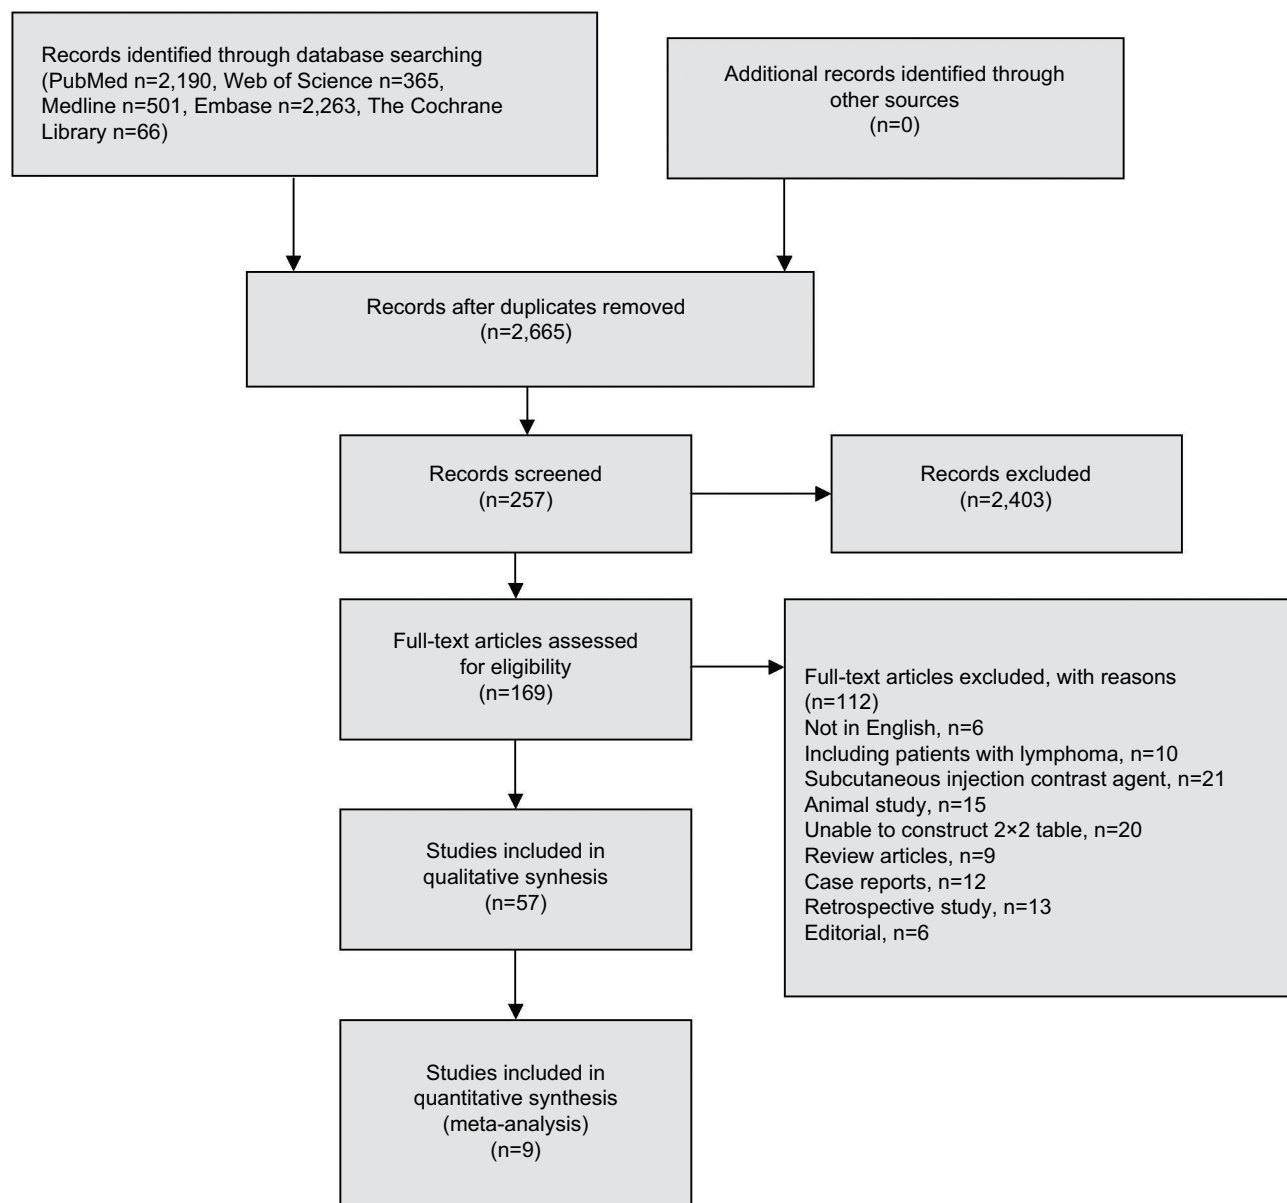 Records identified through database searching
(PubMed n=2,190, Web of Science n=365,
Medline n=501, Embase n=2,263, The Cochrane
Library n=66)
Additional records identified through
other sources
(n=0)
Records after duplicates removed
(n=2,665)
Records screened
(n=257)
Records excluded
(n=2,403)
Full-text articles assessed
for eligibility
(n=169)
Full-text articles excluded, with reasons
(n=112)
Not in English, n=6
Including patients with lymphoma, n=10
Subcutaneous injection contrast agent, n=21
Animal study, n=15
Unable to construct 2×2 table, n=20
Review articles, n=9
Case reports, n=12
Retrospective study, n=13
Editorial, n=6
Studies included in
qualitative synhesis
(n=57)
Studies included in
quantitative synthesis
(meta-analysis)
(n=9)